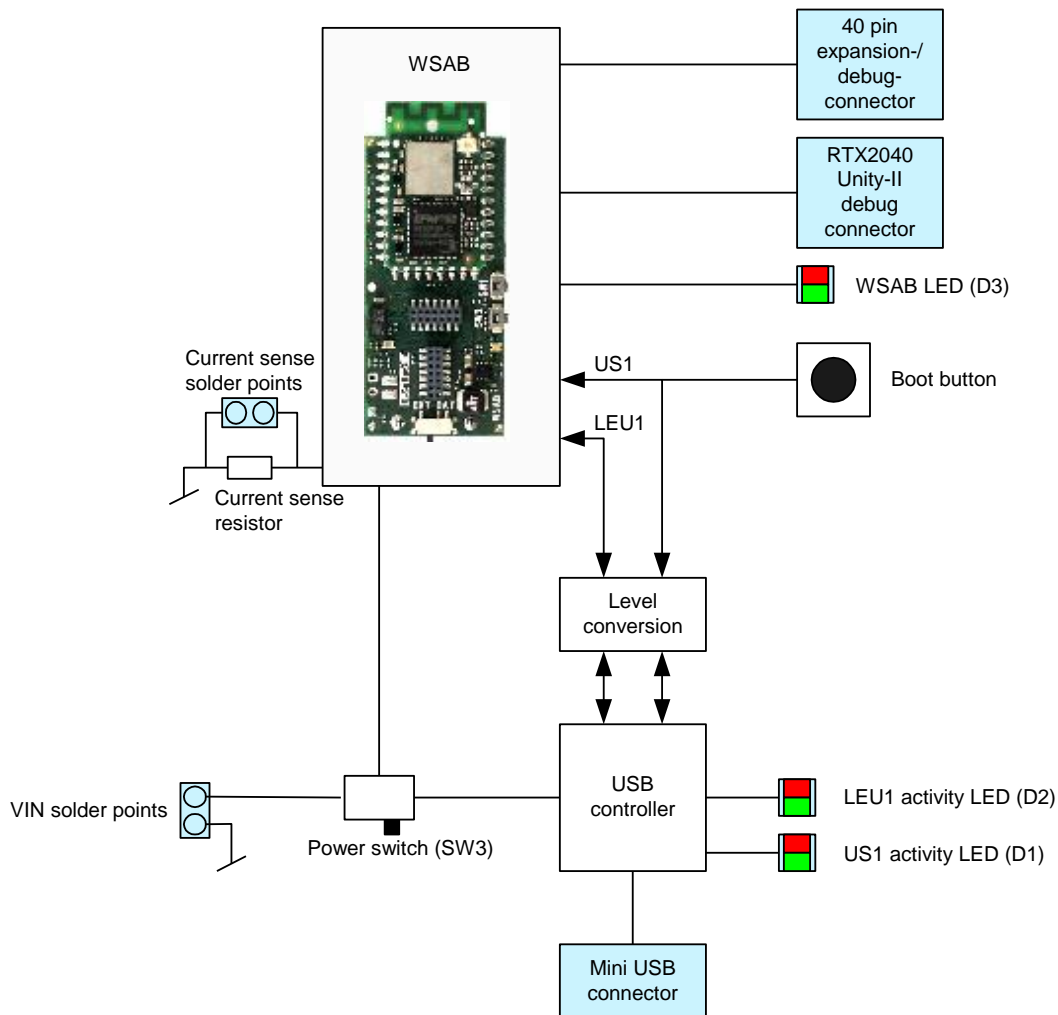 WSAB
40 pin
expansion-/
debug-
connector
RTX2040
Unity-II
debug
connector
WSAB LED (D3)
US1
Boot button
LEU1
Current sense
solder points
Current sense
resistor
Level
conversion
USB
controller
VIN solder points
Power switch (SW3)
LEU1 activity LED (D2)
US1 activity LED (D1)
Mini USB
connector